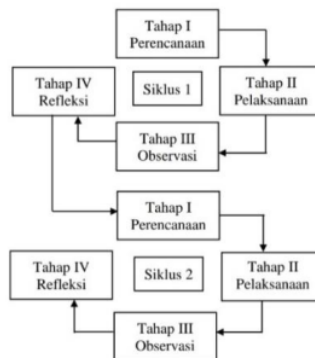 Tahap I
Perencanaan
Tahap IV
Refleksi
Siklus 1
Tahap II
Pelaksanaan
Tahap III
Observasi
Tahap I
Perencanaan
Tahap IV
Refleksi
Siklus 2
Tahap II
Pelaksanaan
Tahap III
Observasi